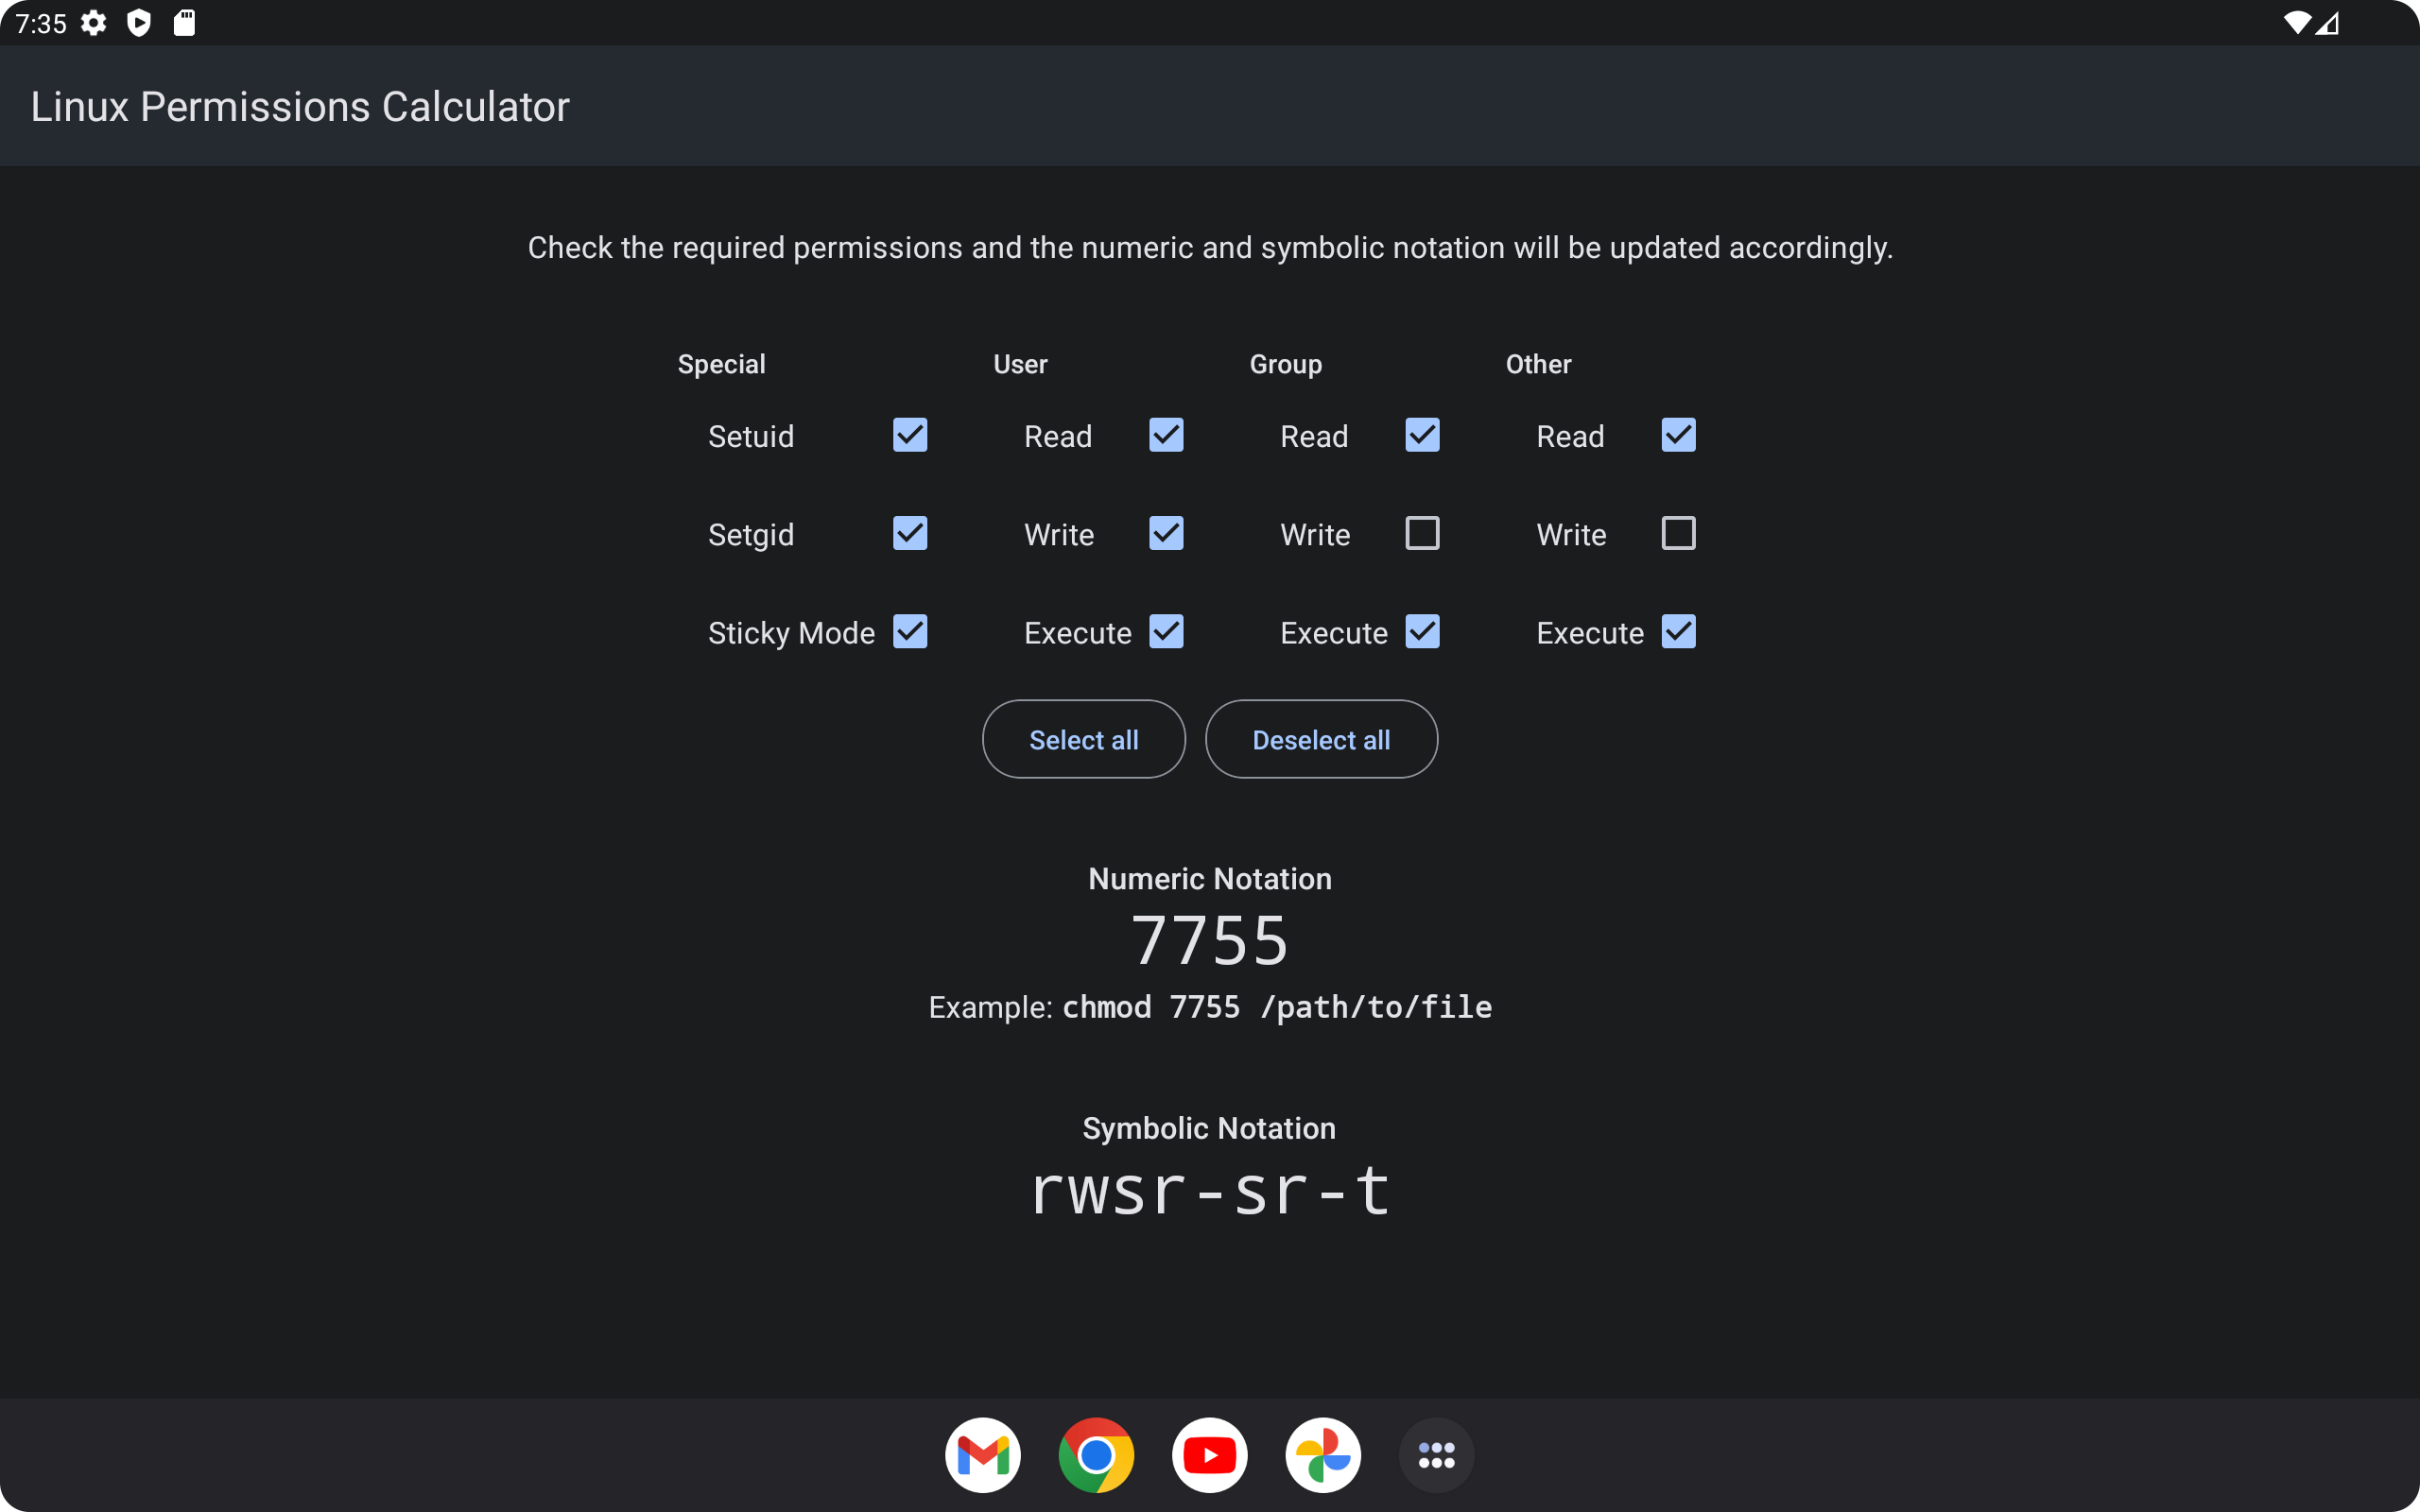 7:35
Linux Permissions Calculator
Check the required permissions and the numeric and symbolic notation will be updated accordingly.
Special User Group Other
Setuid Read Read Read
Setgid Write Write Write
Sticky Mode Execute Execute Execute
Select all Deselect all
Numeric Notation
7755
Example: chmod 7755 /path/to/file
Symbolic Notation
rwsr-sr-t